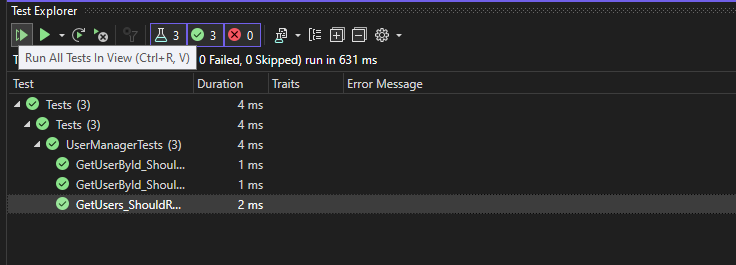 Test Explorer
3 3 0
Run All Tests In View (Ctrl+R, V)
0 Failed, 0 Skipped) run in 631 ms
Test Duration Traits Error Message
Tests (3) 4 ms
Tests (3) 4 ms
UserManagerTests (3) 4 ms
GetUserById_Shoul... 1 ms
GetUserById_Shoul... 1 ms
GetUsers_ShouldR... 2 ms